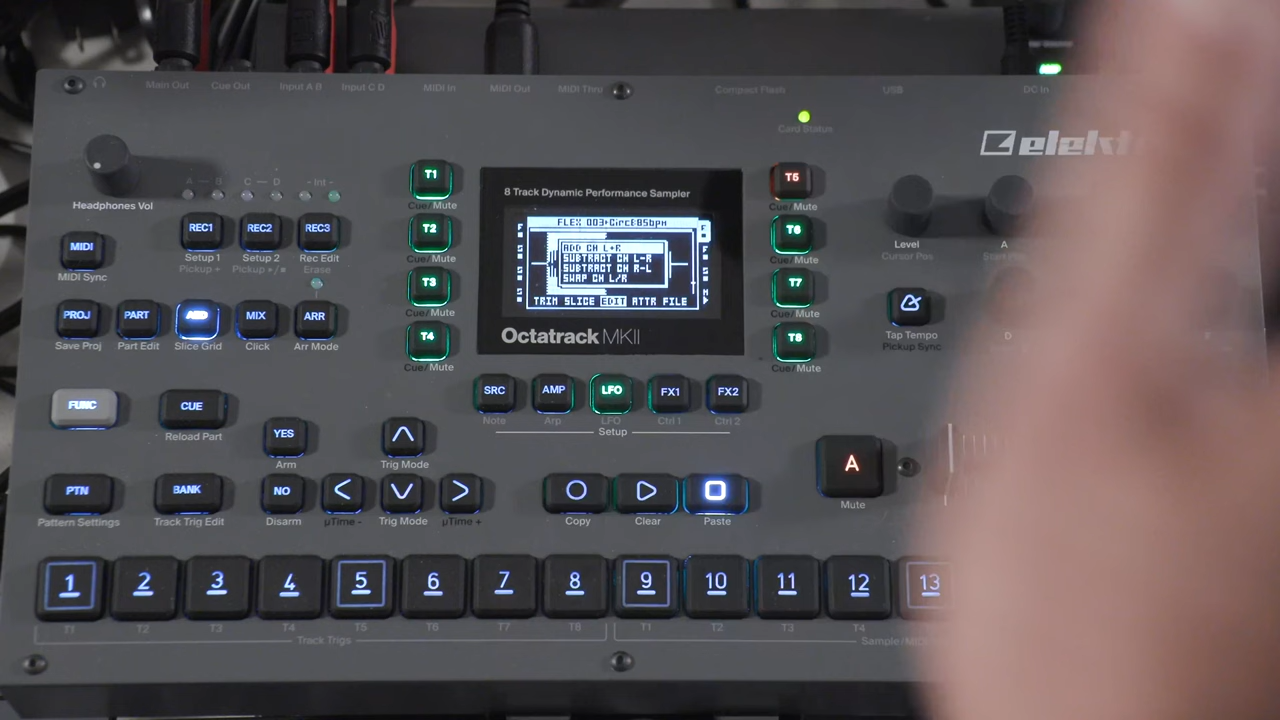 Main Out Cue Out Input A B Input C D MIDI In MIDI Out MIDI Thru Compact Flash USB DC In
Card Status
elekt
Headphones Vol
A B C D - Int -
8 Track Dynamic Performance Sampler
T1 T5
Cue/Mute Cue/Mute
T2 T6
Cue/Mute Cue/Mute
T3 T7
Cue/Mute Cue/Mute
T4 T8
Cue/Mute Cue/Mute
REC1 REC2 REC3
Setup 1 Setup 2 Rec Edit
Pickup + Pickup ▸/■ Erase
MIDI
MIDI Sync
ADD CH L+R
SUBTRACT CH L-R
SUBTRACT CH R-L
SWAP CH L/R
TRIM SLICE EDIT ATTR FILE
Level A
Cursor Pos Start Pos
PROJ PART AED MIX ARR
Save Proj Part Edit Slice Grid Click Arr Mode
Octatrack MKII
Tap Tempo D
Pickup Sync
SRC AMP LFO FX1 FX2
Note Arp LFO Ctrl 1 Ctrl 2
Setup
FUNC CUE
Reload Part
YES
Arm Trig Mode
A
Mute
PTN BANK NO
Pattern Settings Track Trig Edit Disarm µTime - Trig Mode µTime + Copy Clear Paste
1 2 3 4 5 6 7 8 9 10 11 12 13
T1 T2 T3 T4 T5 T6 T7 T8 T1 T2 T3 T4
Track Trigs Sample/MIDI